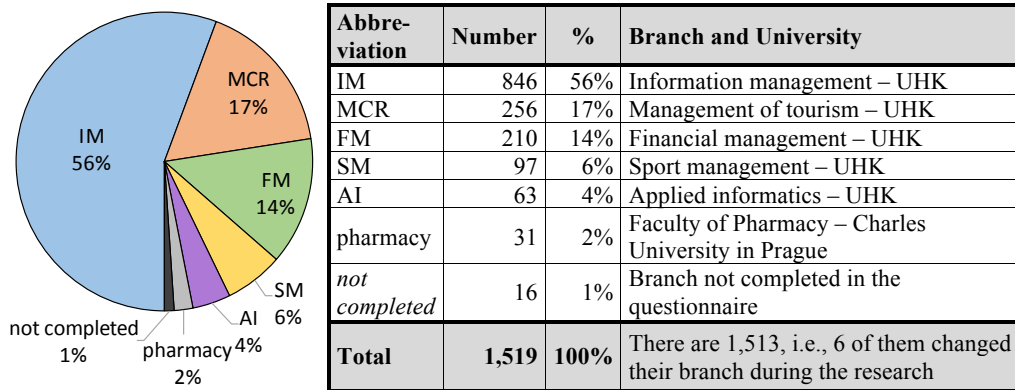 IM
56%
MCR
17%
FM
14%
SM
6%
AI
4%
pharmacy
2%
not completed
1%
Abbre-
viation Number % Branch and University
IM 846 56% Information management – UHK
MCR 256 17% Management of tourism – UHK
FM 210 14% Financial management – UHK
SM 97 6% Sport management – UHK
AI 63 4% Applied informatics – UHK
pharmacy 31 2% Faculty of Pharmacy – Charles
University in Prague
not
completed 16 1% Branch not completed in the
questionnaire
Total 1,519 100% There are 1,513, i.e., 6 of them changed
their branch during the research